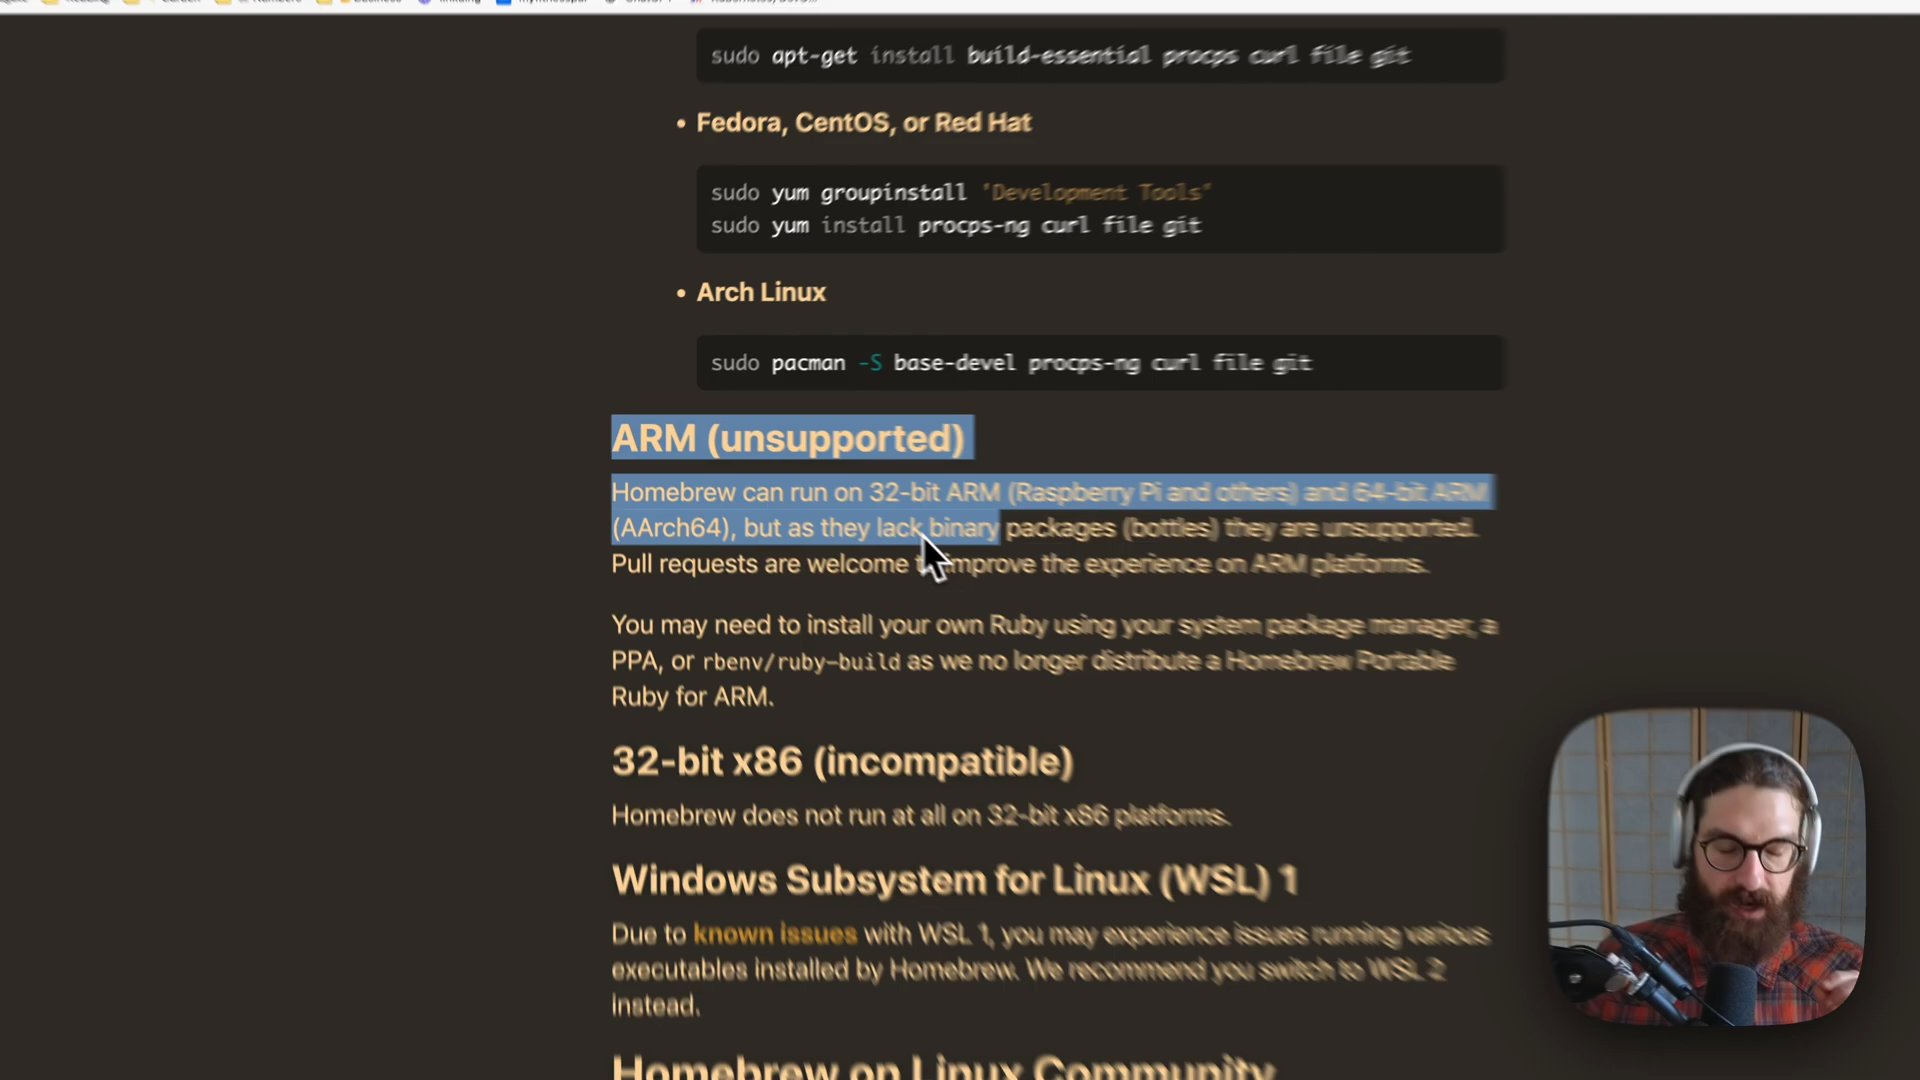 sudo apt-get install build-essential procps curl file git
• Fedora, CentOS, or Red Hat
sudo yum groupinstall 'Development Tools'
sudo yum install procps-ng curl file git
• Arch Linux
sudo pacman -S base-devel procps-ng curl file git
ARM (unsupported)
Homebrew can run on 32-bit ARM (Raspberry Pi and others) and 64-bit ARM
(AArch64), but as they lack binary packages (bottles) they are unsupported.
Pull requests are welcome improve the experience on ARM platforms.
You may need to install your own Ruby using your system package manager, a
PPA, or rbenv/ruby-build as we no longer distribute a Homebrew Portable
Ruby for ARM.
32-bit x86 (incompatible)
Homebrew does not run at all on 32-bit x86 platforms.
Windows Subsystem for Linux (WSL) 1
Due to known issues with WSL 1, you may experience issues running various
executables installed by Homebrew. We recommend you switch to WSL 2
instead.
Homebrew on Linux Community